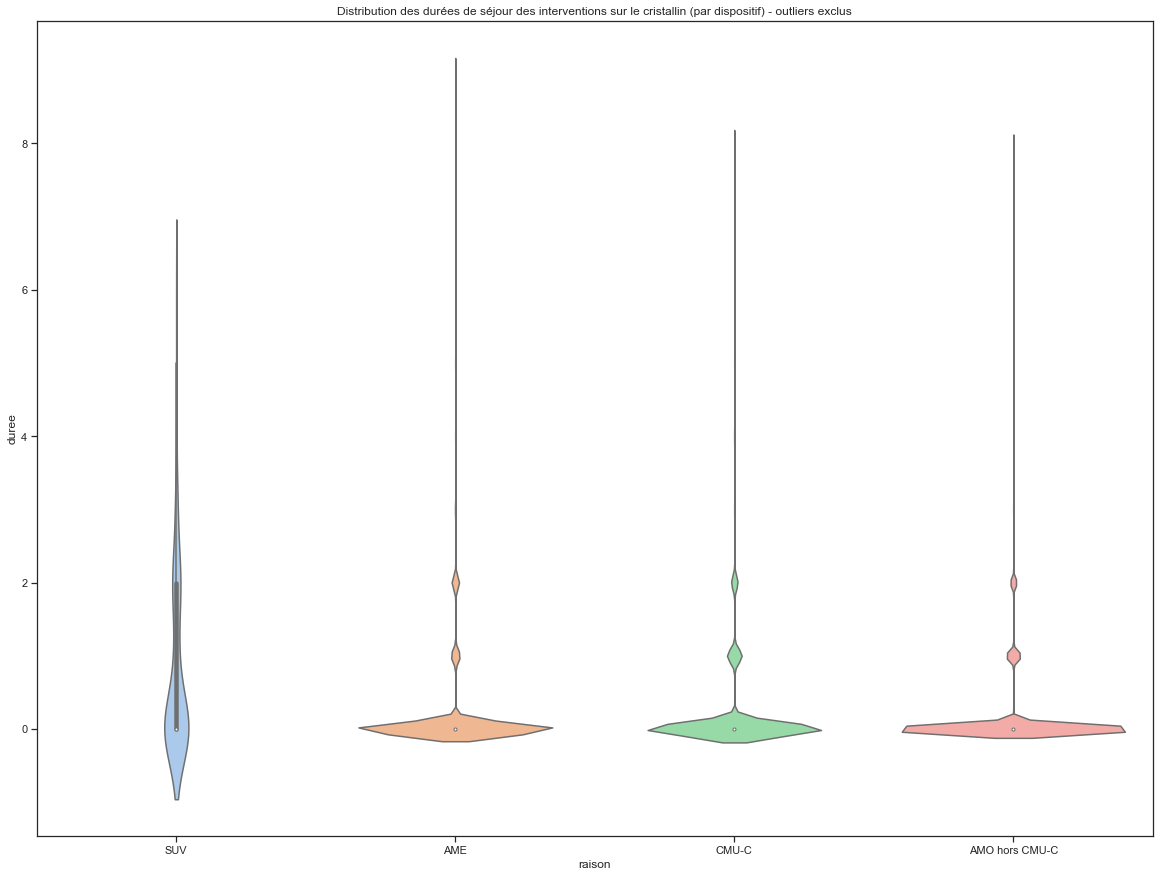 Distribution des durées de séjour des interventions sur le cristallin (par dispositif) - outliers exclus
8
6
4
2
0
duree
SUV
AME
CMU-C
AMO hors CMU-C
raison